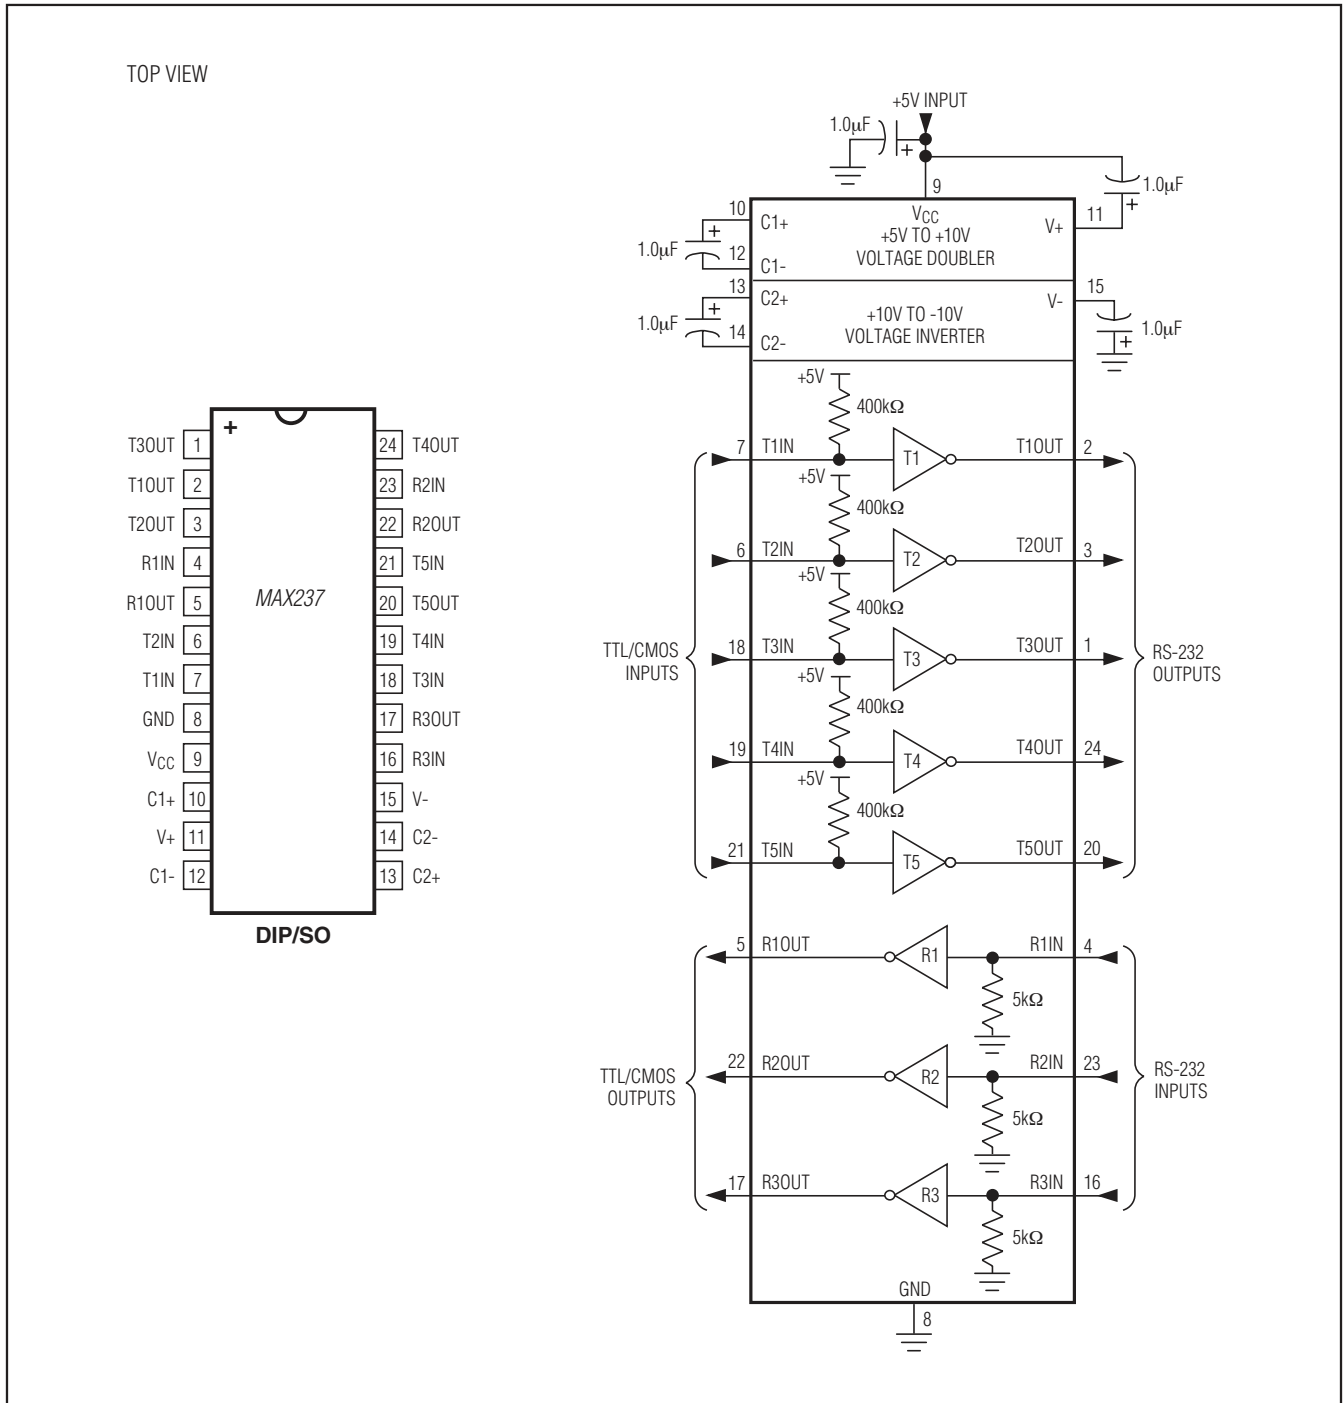 TOP VIEW
+5V INPUT
1.0µF
+
9
1.0µF
+
10
C1+
VCC
+5V TO +10V
VOLTAGE DOUBLER
V+
11
1.0µF
+
12
C1-
13
C2+
+10V TO -10V
VOLTAGE INVERTER
V-
15
1.0µF
+
14
C2-
1.0µF
+
+5V
400kΩ
7
T1IN
T1
T1OUT
2
+5V
400kΩ
6
T2IN
T2
T2OUT
3
+5V
400kΩ
TTL/CMOS
INPUTS
18
T3IN
T3
T3OUT
1
RS-232
OUTPUTS
+5V
400kΩ
19
T4IN
T4
T4OUT
24
+5V
400kΩ
21
T5IN
T5
T5OUT
20
5
R1OUT
R1
R1IN
4
5kΩ
TTL/CMOS
OUTPUTS
22
R2OUT
R2
R2IN
23
RS-232
INPUTS
5kΩ
17
R3OUT
R3
R3IN
16
5kΩ
GND
8
+
T3OUT 1
24 T4OUT
T1OUT 2
23 R2IN
T2OUT 3
22 R2OUT
R1IN 4
21 T5IN
R1OUT 5
MAX237
20 T5OUT
T2IN 6
19 T4IN
T1IN 7
18 T3IN
GND 8
17 R3OUT
VCC 9
16 R3IN
C1+ 10
15 V-
V+ 11
14 C2-
C1- 12
13 C2+
DIP/SO